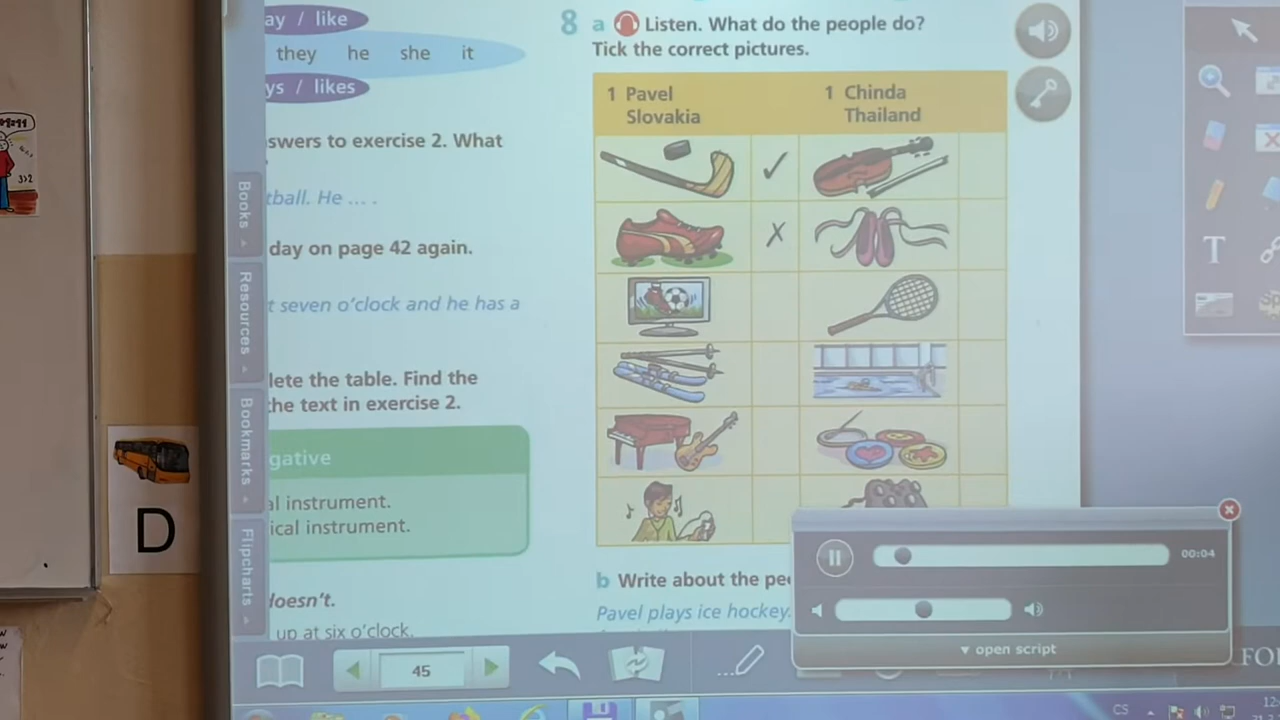 ay / like
they he she it
ys / likes
swers to exercise 2. What
tball. He ... .
day on page 42 again.
t seven o'clock and he has a
lete the table. Find the
the text in exercise 2.
gative
al instrument.
ical instrument.
doesn't.
up at six o'clock.
8 a Listen. What do the people do?
Tick the correct pictures.
1 Pavel
Slovakia
1 Chinda
Thailand
b Write about the pe
Pavel plays ice hockey.
Books
Resources
Bookmarks
Flipcharts
3>2
D
T
00:04
open script
45
CS
12: